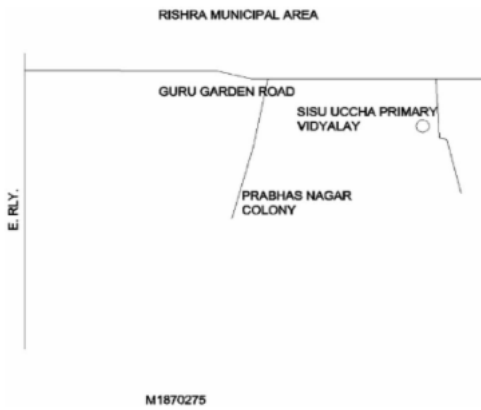 RISHRA MUNICIPAL AREA
GURU GARDEN ROAD
SISU UCCHA PRIMARY
VIDYALAY
PRABHAS NAGAR
COLONY
E. RLY.
M1870275